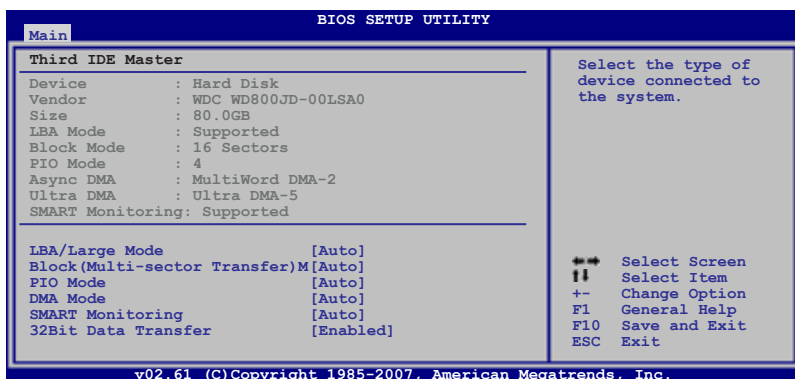 BIOS SETUP UTILITY
Main
Third IDE Master
Device : Hard Disk
Vendor : WDC WD800JD-00LSA0
Size : 80.0GB
LBA Mode : Supported
Block Mode : 16 Sectors
PIO Mode : 4
Async DMA : MultiWord DMA-2
Ultra DMA : Ultra DMA-5
SMART Monitoring: Supported
LBA/Large Mode [Auto]
Block(Multi-sector Transfer)M[Auto]
PIO Mode [Auto]
DMA Mode [Auto]
SMART Monitoring [Auto]
32Bit Data Transfer [Enabled]
Select the type of
device connected to
the system.
Select Screen
Select Item
+- Change Option
F1 General Help
F10 Save and Exit
ESC Exit
v02.61 (C)Copyright 1985-2007, American Megatrends, Inc.